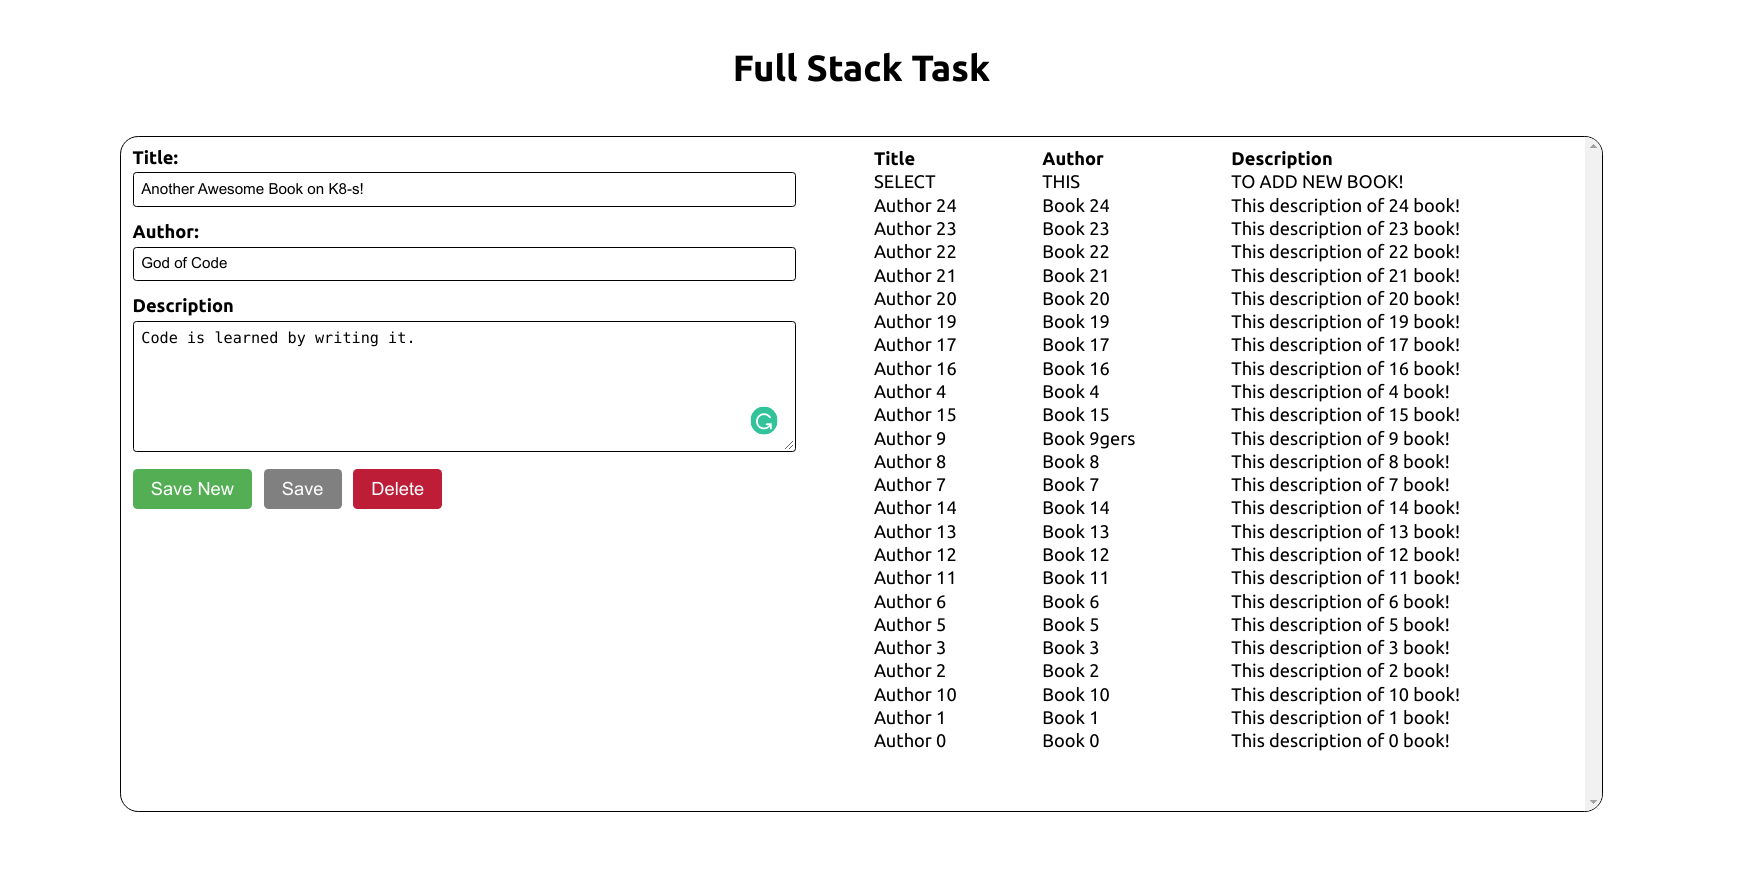 Full Stack Task
Title:
Another Awesome Book on K8-s!
Author:
God of Code
Description
Code is learned by writing it.
Save New Save Delete
Title Author Description
SELECT THIS TO ADD NEW BOOK!
Author 24 Book 24 This description of 24 book!
Author 23 Book 23 This description of 23 book!
Author 22 Book 22 This description of 22 book!
Author 21 Book 21 This description of 21 book!
Author 20 Book 20 This description of 20 book!
Author 19 Book 19 This description of 19 book!
Author 17 Book 17 This description of 17 book!
Author 16 Book 16 This description of 16 book!
Author 4 Book 4 This description of 4 book!
Author 15 Book 15 This description of 15 book!
Author 9 Book 9gers This description of 9 book!
Author 8 Book 8 This description of 8 book!
Author 7 Book 7 This description of 7 book!
Author 14 Book 14 This description of 14 book!
Author 13 Book 13 This description of 13 book!
Author 12 Book 12 This description of 12 book!
Author 11 Book 11 This description of 11 book!
Author 6 Book 6 This description of 6 book!
Author 5 Book 5 This description of 5 book!
Author 3 Book 3 This description of 3 book!
Author 2 Book 2 This description of 2 book!
Author 10 Book 10 This description of 10 book!
Author 1 Book 1 This description of 1 book!
Author 0 Book 0 This description of 0 book!